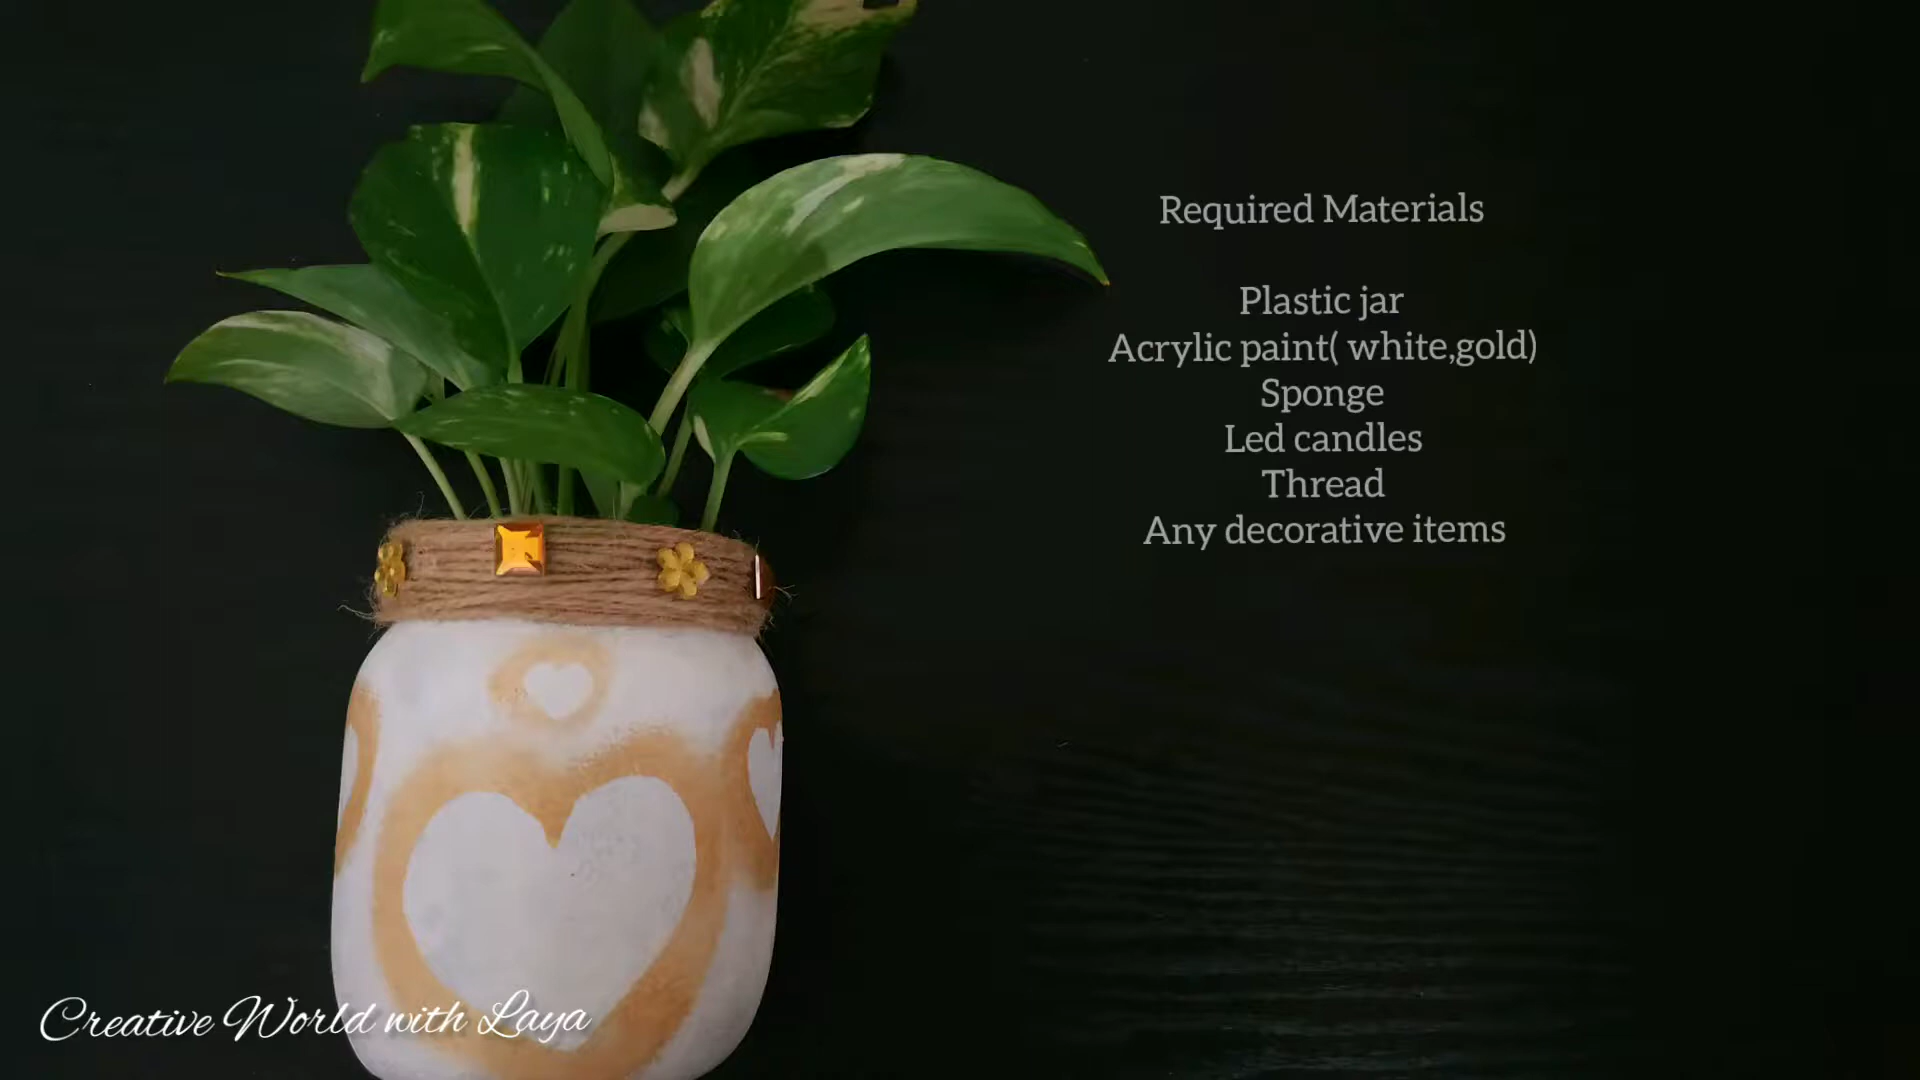 Required Materials
Plastic jar
Acrylic paint( white,gold)
Sponge
Led candles
Thread
Any decorative items
Creative World with Laya